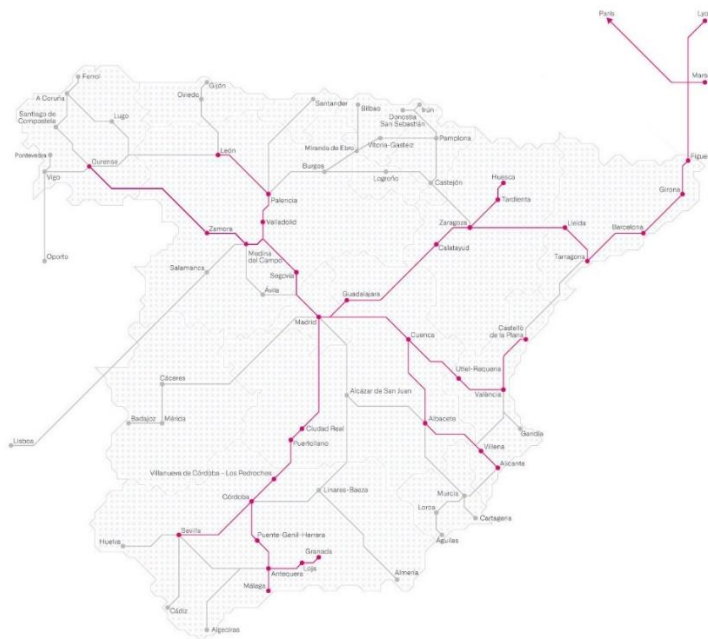 París
Ferrol
Gijón
A Coruña
Oviedo
Santander
Bilbao
Irún
Donostia
San Sebastián
Lugo
Santiago de
Compostela
Pamplona
León
Miranda de Ebro
Vitoria-Gasteiz
Pontevedra
Ourense
Burgos
Logroño
Castejón
Huesca
Vigo
Palencia
Girona
Tardienta
Valladolid
Zaragoza
Lleida
Barcelona
Zamora
Calatayud
Medina
del Campo
Tarragona
Oporto
Salamanca
Segovia
Ávila
Guadalajara
Madrid
Castelló
de la Plana
Cuenca
Utiel-Requena
València
Cáceres
Alcázar de San Juan
Albacete
Gandia
Badajoz
Mérida
Lisboa
Ciudad Real
Puertollano
Villena
Alicante
Villanueva de Córdoba - Los Pedroches
Linares-Baeza
Murcia
Córdoba
Lorca
Cartagena
Sevilla
Águilas
Huelva
Puente-Genil-Herrera
Granada
Antequera
Loja
Almería
Málaga
Cádiz
Algeciras